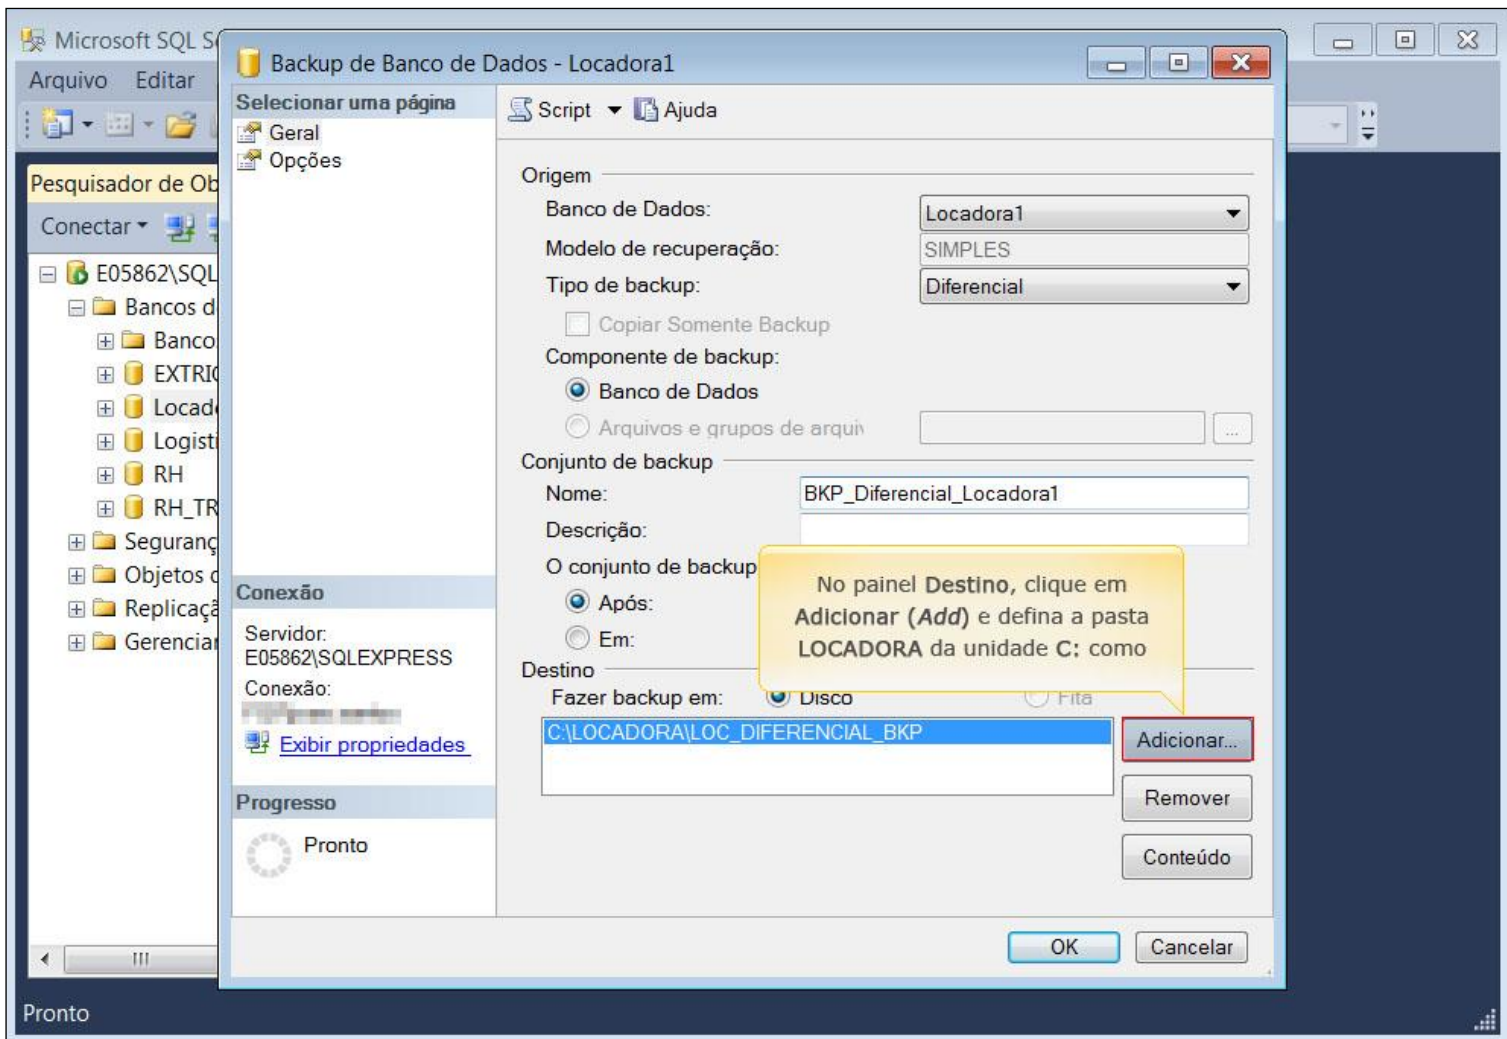 Microsoft SQL S
Arquivo Editar
Pesquisador de Ob
Conectar
E05862\SQL
Bancos d
Banco
EXTRI
Locad
Logisti
RH
RH_TR
Seguranç
Objetos
Replicaçã
Gerenciar
Pronto
Backup de Banco de Dados - Locadora1
Selecionar uma página
Geral
Opções
Conexão
Servidor:
E05862\SQLEXPRESS
Conexão:
Exibir propriedades
Progresso
Pronto
Script Ajuda
Origem
Banco de Dados: Locadora1
Modelo de recuperação: SIMPLES
Tipo de backup: Diferencial
Copiar Somente Backup
Componente de backup:
Banco de Dados
Arquivos e grupos de arquiv ...
Conjunto de backup
Nome: BKP_Diferencial_Locadora1
Descrição:
O conjunto de backup
Após:
Em:
No painel Destino, clique em
Adicionar (Add) e defina a pasta
LOCADORA da unidade C: como
Destino
Fazer backup em: Disco Fita
C:\LOCADORA\LOC_DIFERENCIAL_BKP
Adicionar...
Remover
Conteúdo
OK Cancelar